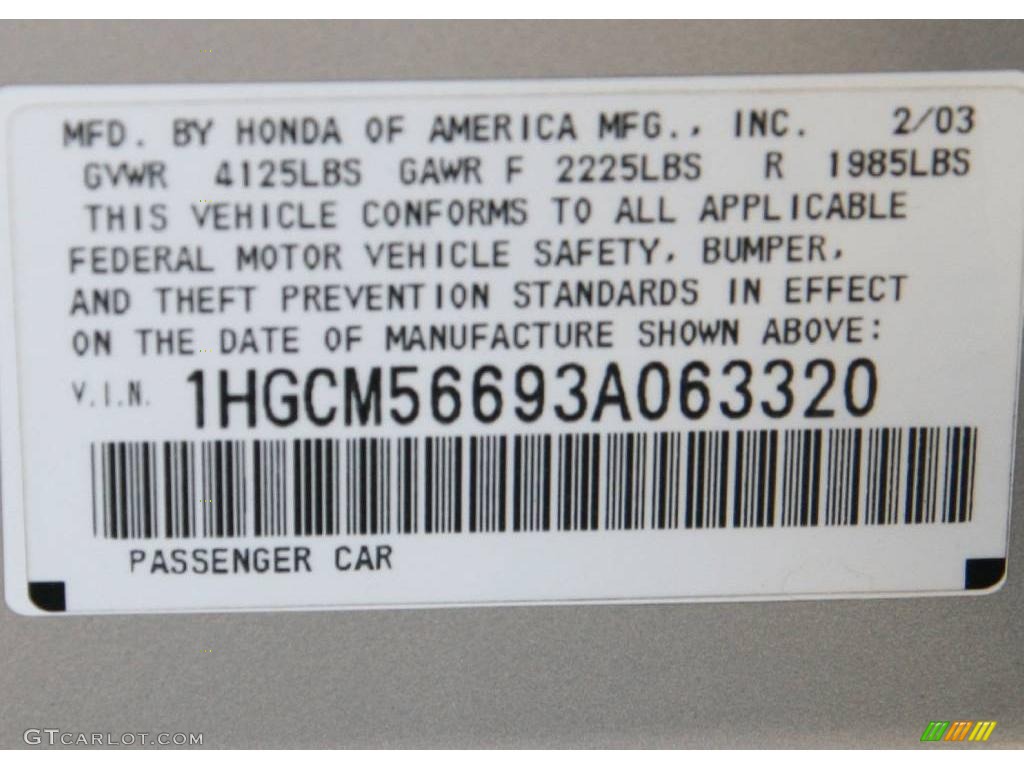 MFD. BY HONDA OF AMERICA MFG., INC. 2/03
GVWR 4125LBS GAWR F 2225LBS R 1985LBS
THIS VEHICLE CONFORMS TO ALL APPLICABLE
FEDERAL MOTOR VEHICLE SAFETY, BUMPER,
AND THEFT PREVENTION STANDARDS IN EFFECT
ON THE DATE OF MANUFACTURE SHOWN ABOVE:
V.I.N. 1HGCM56693A063320
PASSENGER CAR
GTCARLOT.COM